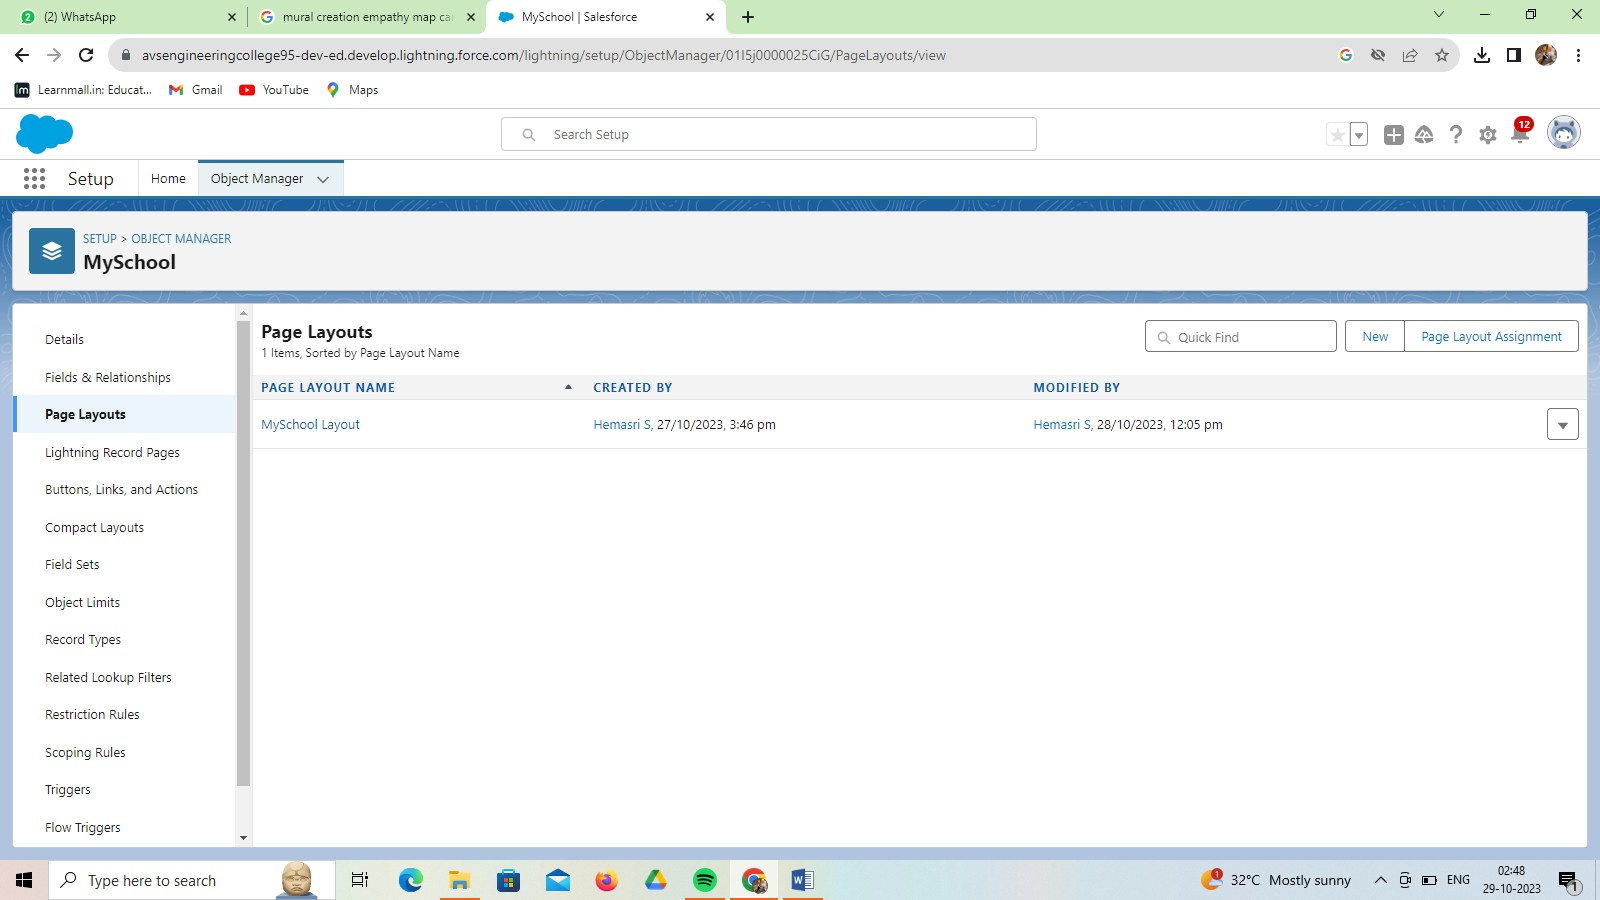 (2) WhatsApp
mural creation empathy map ca
MySchool | Salesforce
avsengineeringcollege95-dev-ed.develop.lightning.force.com/lightning/setup/ObjectManager/01I5j0000025CiG/PageLayouts/view
Learnmall.in: Educat...
Gmail
YouTube
Maps
Search Setup
12
Setup
Home
Object Manager
SETUP > OBJECT MANAGER
MySchool
Details
Fields & Relationships
Page Layouts
Lightning Record Pages
Buttons, Links, and Actions
Compact Layouts
Field Sets
Object Limits
Record Types
Related Lookup Filters
Restriction Rules
Scoping Rules
Triggers
Flow Triggers
Page Layouts
1 Items, Sorted by Page Layout Name
Quick Find
New
Page Layout Assignment
PAGE LAYOUT NAME
CREATED BY
MODIFIED BY
MySchool Layout
Hemasri S, 27/10/2023, 3:46 pm
Hemasri S, 28/10/2023, 12:05 pm
Type here to search
32°C Mostly sunny
ENG
02:48
29-10-2023
1